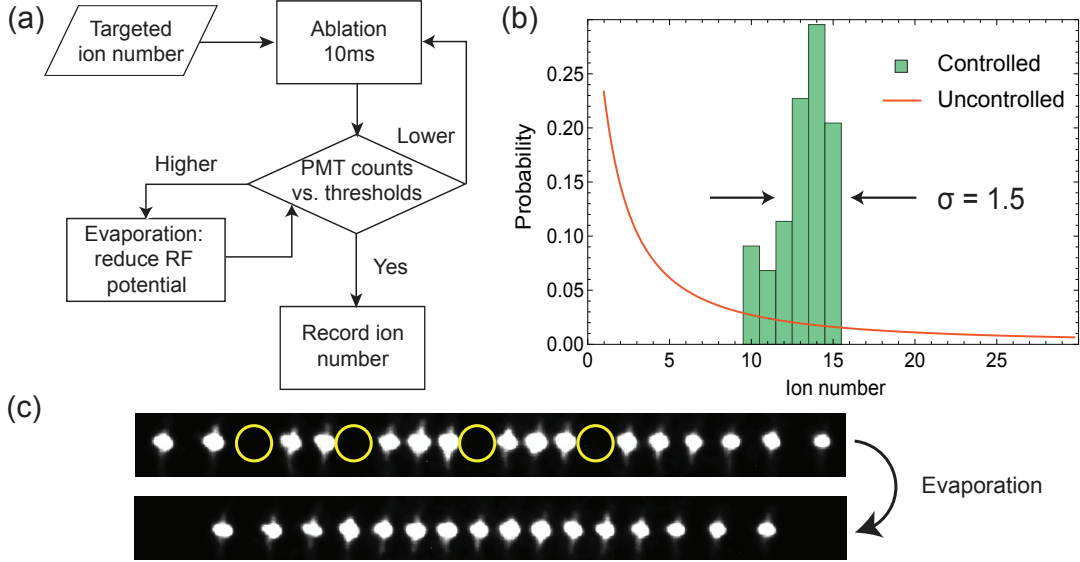 (a)
Targeted
ion number
Ablation
10ms
Lower
Higher
PMT counts
vs. thresholds
Evaporation:
reduce RF
potential
Yes
Record ion
number
(b)
Probability
0.25
0.20
0.15
0.10
0.05
0.00
0
5
10
15
20
25
Ion number
Controlled
Uncontrolled
σ = 1.5
(c)
Evaporation